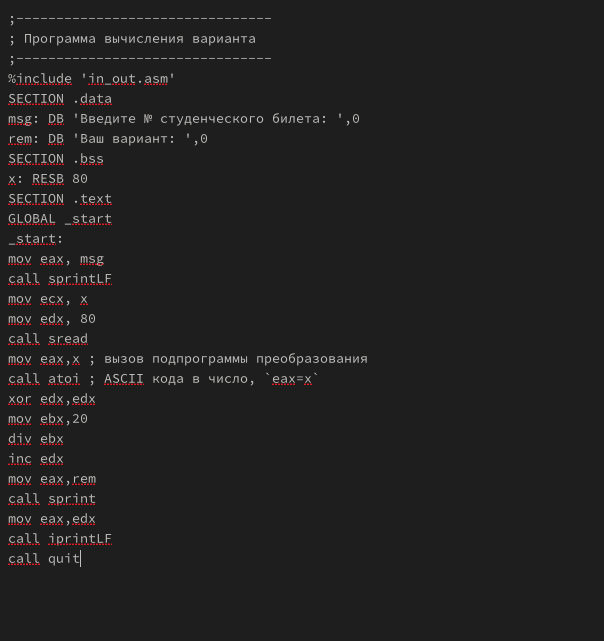 ;--------------------------------
; Программа вычисления варианта
;--------------------------------
%include 'in_out.asm'
SECTION .data
msg: DB 'Введите № студенческого билета: ',0
rem: DB 'Ваш вариант: ',0
SECTION .bss
x: RESB 80
SECTION .text
GLOBAL _start
_start:
mov eax, msg
call sprintLF
mov ecx, x
mov edx, 80
call sread
mov eax,x ; вызов подпрограммы преобразования
call atoi ; ASCII кода в число, `eax=x`
xor edx,edx
mov ebx,20
div ebx
inc edx
mov eax,rem
call sprint
mov eax,edx
call iprintLF
call quit